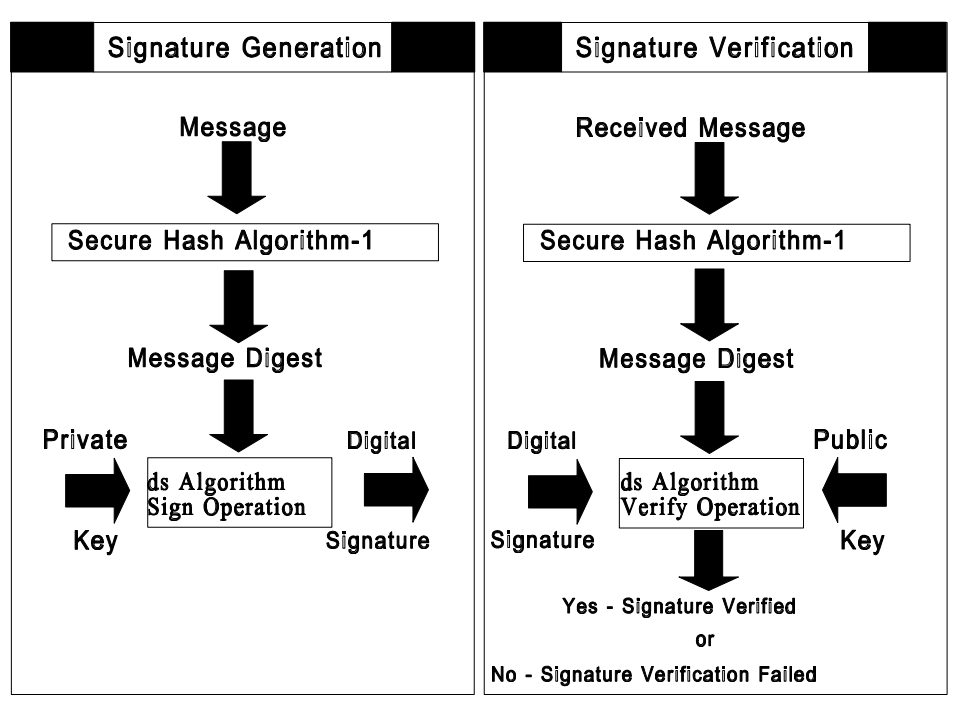 Signature Generation
Message
Secure Hash Algorithm-1
Message Digest
Private
Key
ds Algorithm
Sign Operation
Digital
Signature
Signature Verification
Received Message
Secure Hash Algorithm-1
Message Digest
Digital
Signature
ds Algorithm
Verify Operation
Public
Key
Yes - Signature Verified
or
No - Signature Verification Failed